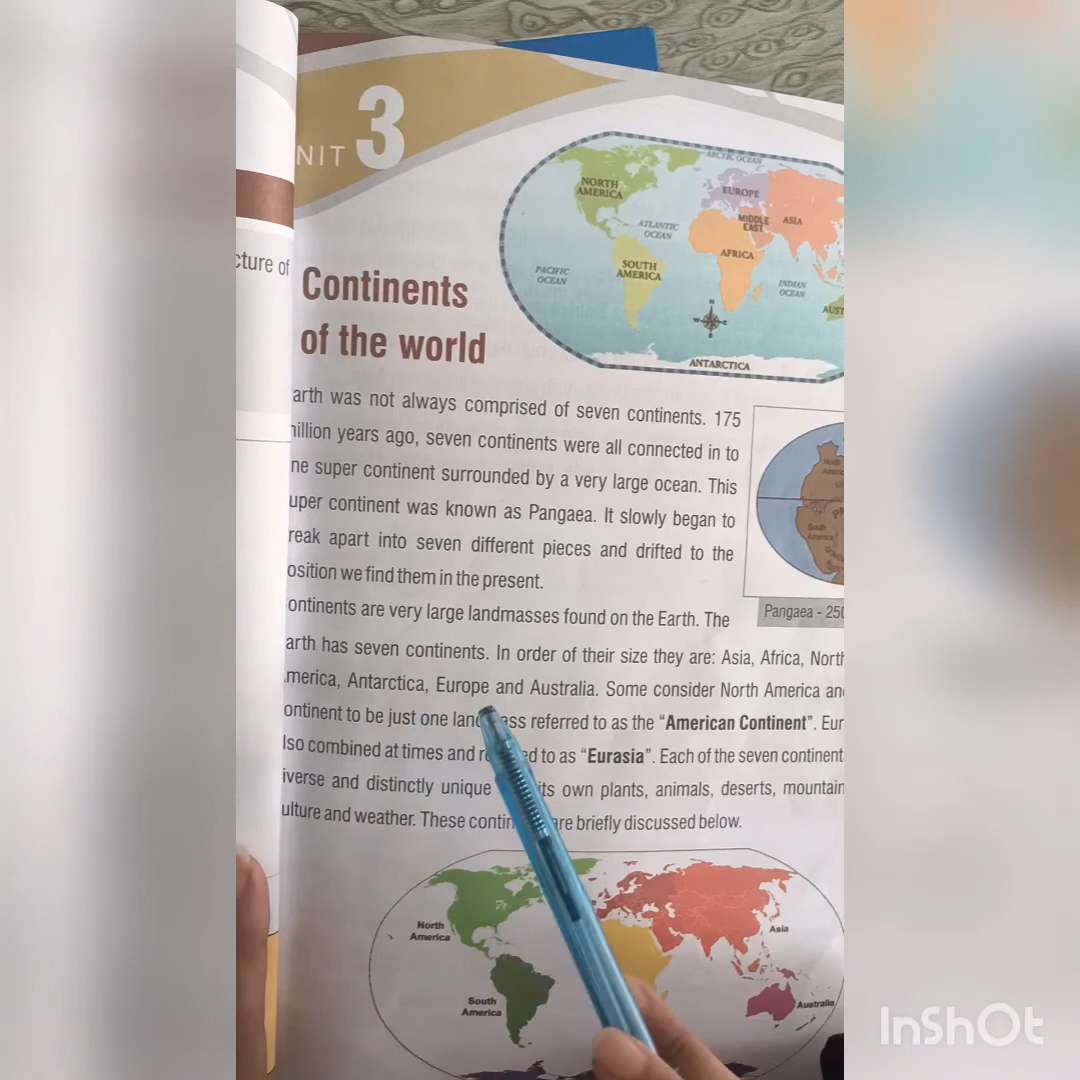 NIT 3
cture of
Continents
of the world
ARCTIC OCEAN
NORTH
AMERICA
EUROPE
ATLANTIC
OCEAN
MIDDLE
EAST
ASIA
AFRICA
PACIFIC
OCEAN
SOUTH
AMERICA
INDIAN
OCEAN
AUST
ANTARCTICA
arth was not always comprised of seven continents. 175
illion years ago, seven continents were all connected in to
ne super continent surrounded by a very large ocean. This
uper continent was known as Pangaea. It slowly began to
reak apart into seven different pieces and drifted to the
osition we find them in the present.
North
Americ
South
America
Pangaea - 250
ontinents are very large landmasses found on the Earth. The
arth has seven continents. In order of their size they are: Asia, Africa, North
merica, Antarctica, Europe and Australia. Some consider North America an
ontinent to be just one land ass referred to as the “American Continent”. Eur
lso combined at times and r ed to as “Eurasia”. Each of the seven continent
iverse and distinctly unique its own plants, animals, deserts, mountain
ulture and weather. These contin are briefly discussed below.
North
America
Asia
South
America
Australia
InShOt